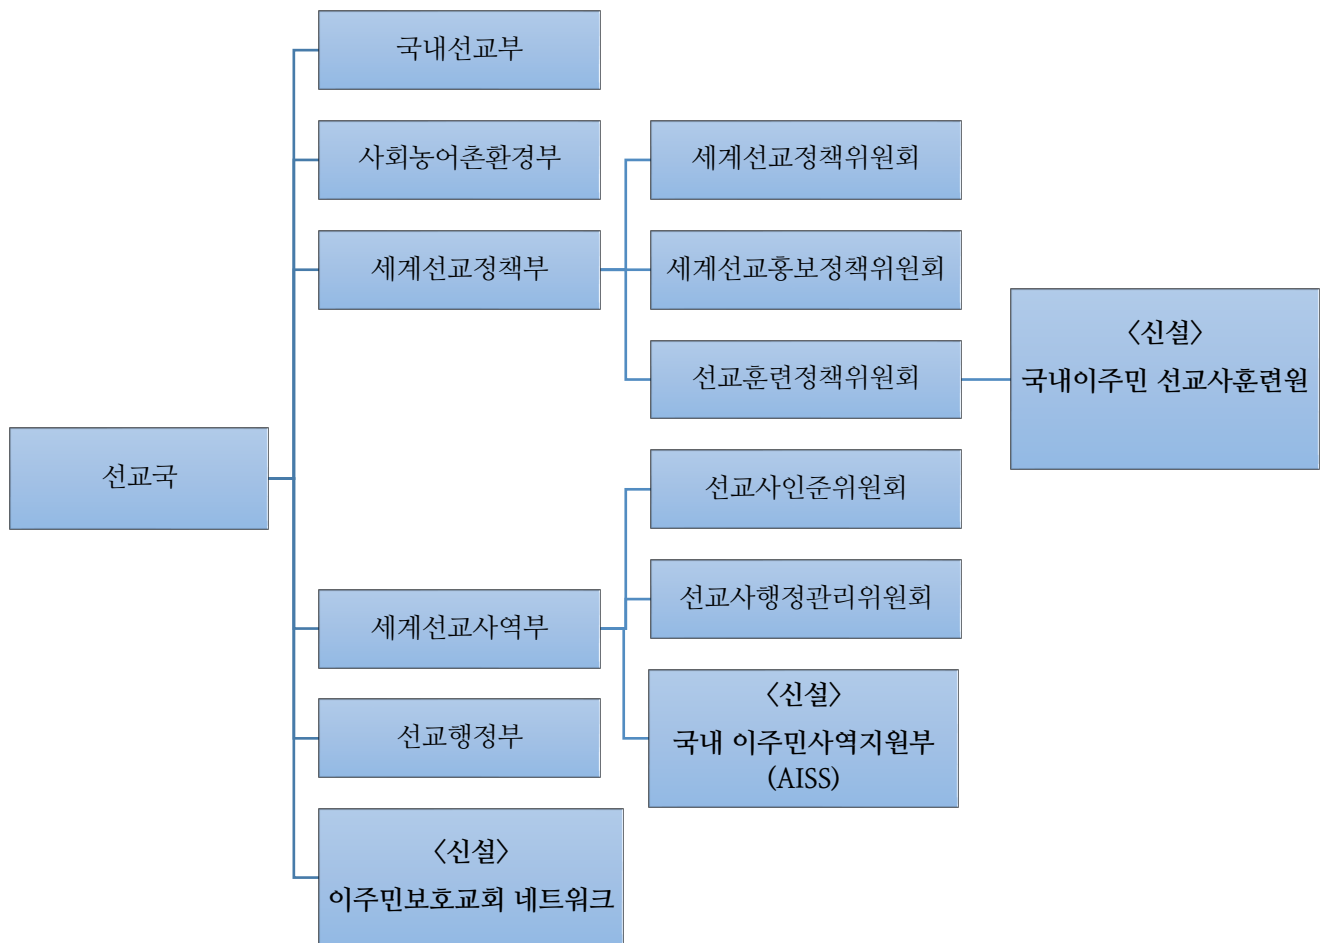 국내선교부
사회농어촌환경부
세계선교정책위원회
세계선교정책부
세계선교홍보정책위원회
선교훈련정책위원회
〈신설〉
국내이주민 선교사훈련원
선교국
선교사인준위원회
세계선교사역부
선교사행정관리위원회
선교행정부
〈신설〉
국내 이주민사역지원부
(AISS)
〈신설〉
이주민보호교회 네트워크